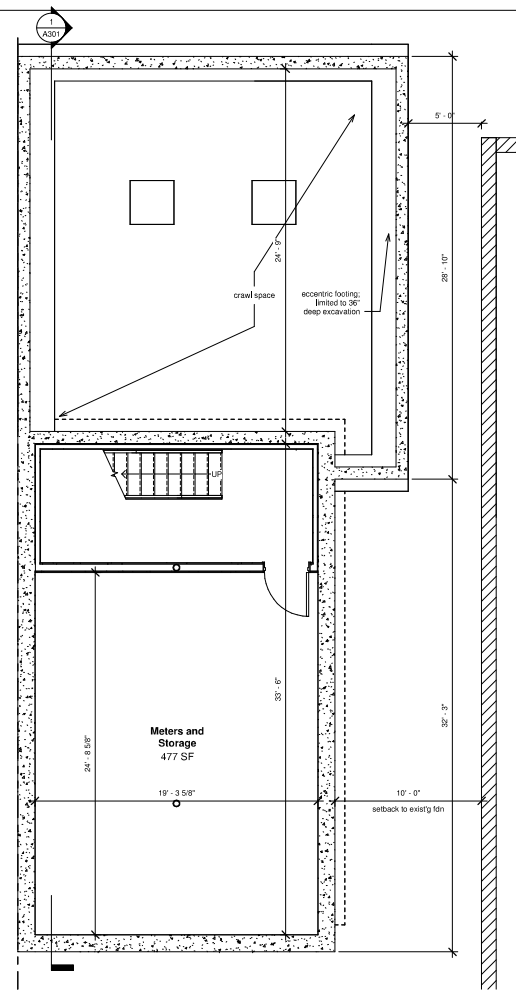 1
A301
5' - 0"
24' - 9"
28' - 10"
crawl space
eccentric footing;
limited to 36"
deep excavation
UP
33' - 6"
32' - 3"
24' - 8 5/8"
Meters and
Storage
477 SF
19' - 3 5/8"
10' - 0"
setback to exist'g fdn